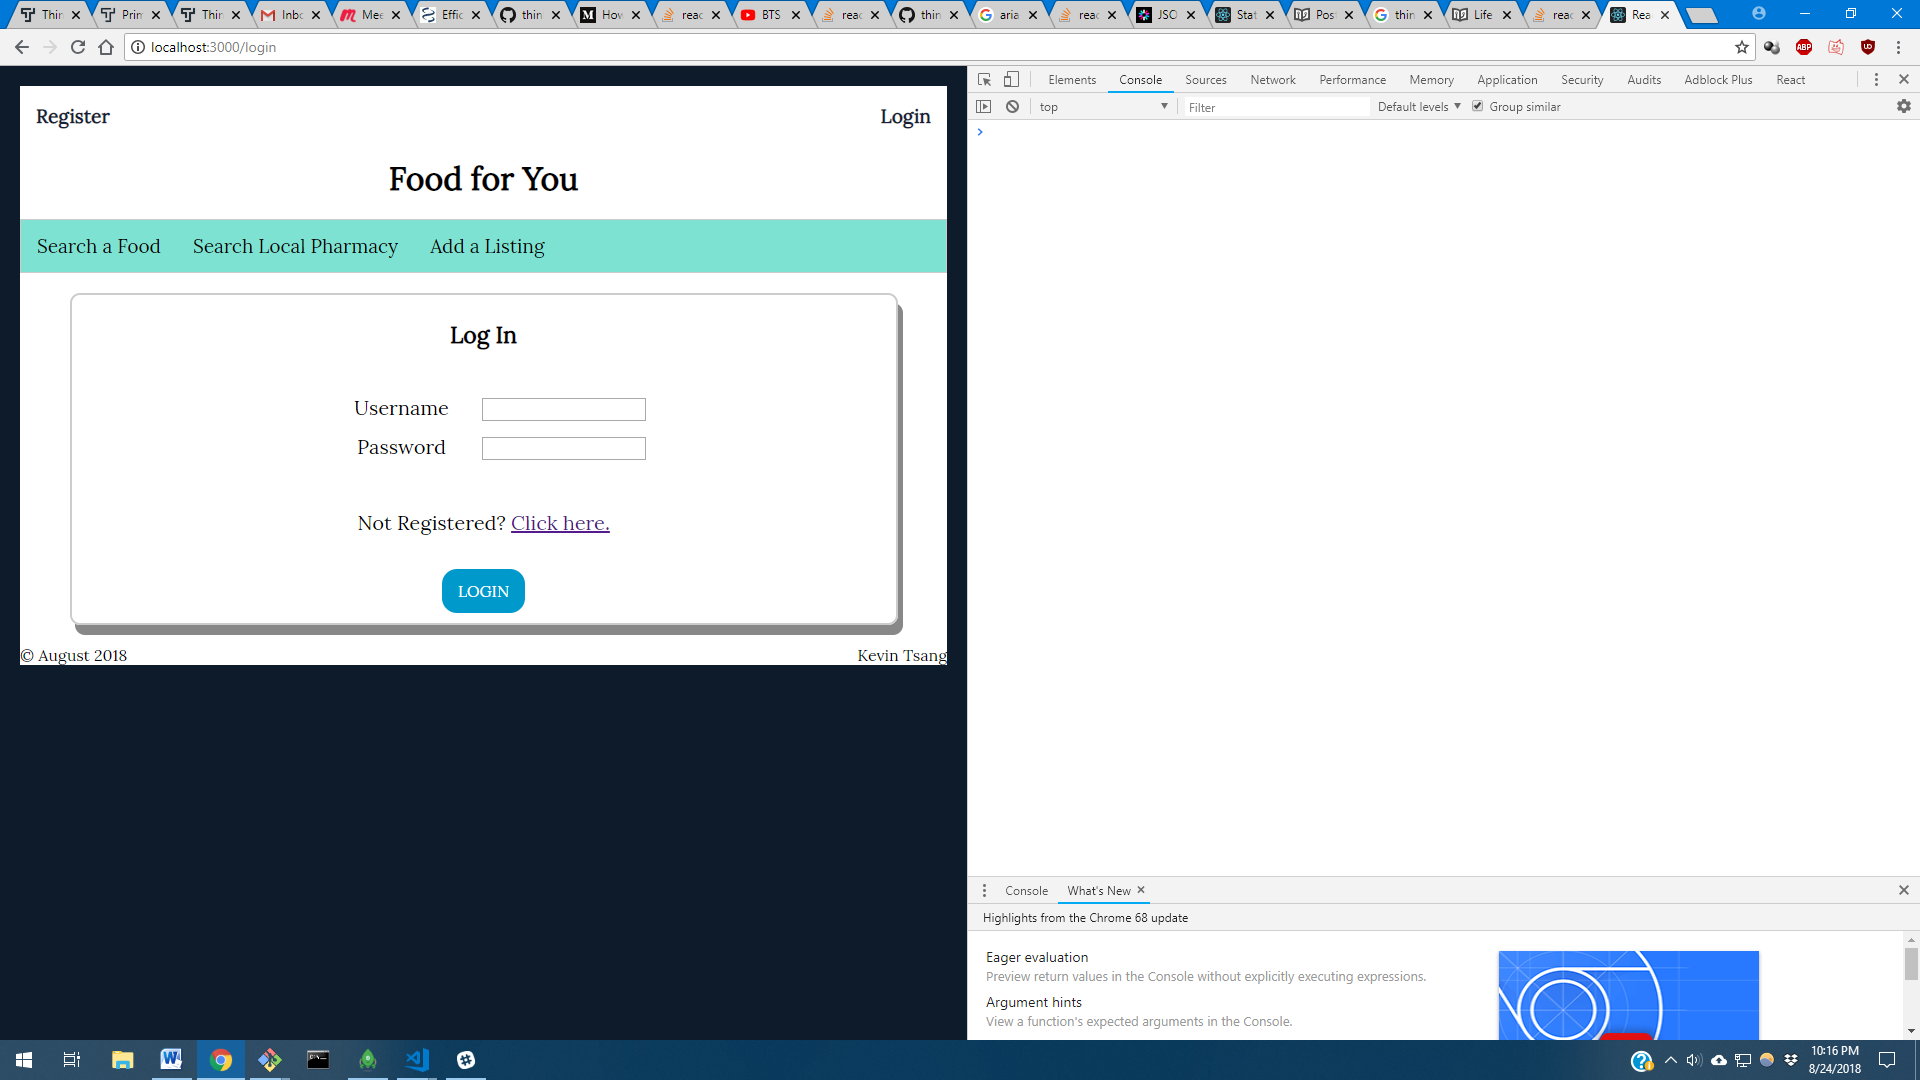 Thin Prin Thin Inbo Mee Effic thin How reac BTS reac thin aria reac JSO Stat Post thin Life reac Rea
localhost:3000/login
Elements Console Sources Network Performance Memory Application Security Audits Adblock Plus React
top Filter Default levels Group similar
Register Login
Food for You
Search a Food Search Local Pharmacy Add a Listing
Log In
Username
Password
Not Registered? Click here.
LOGIN
© August 2018 Kevin Tsang
Console What's New
Highlights from the Chrome 68 update
Eager evaluation
Preview return values in the Console without explicitly executing expressions.
Argument hints
View a function's expected arguments in the Console.
10:16 PM
8/24/2018